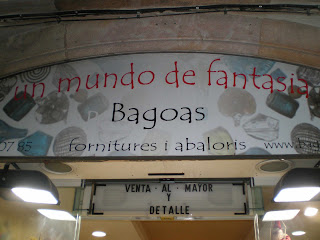 un mundo de fantasia
Bagoas
fornitures i abaloris
VENTA · AL · MAYOR
Y
DETALLE